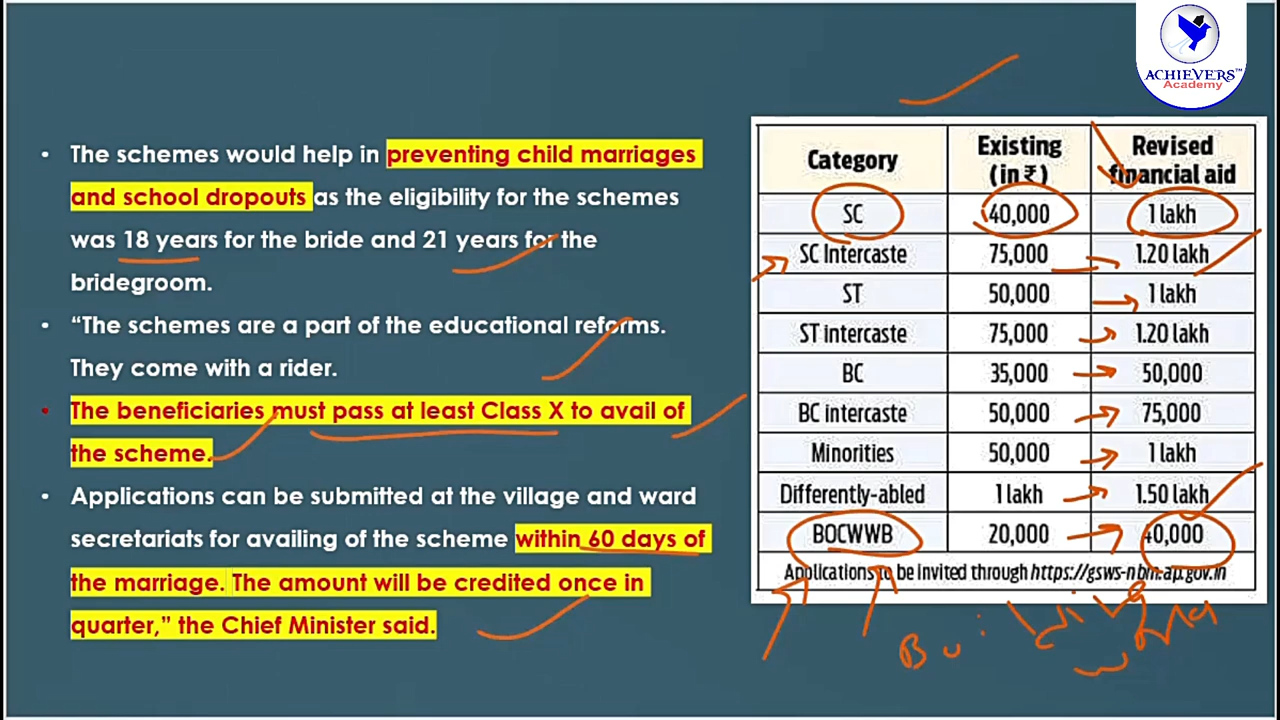 ACHIEVERS™
Academy
• The schemes would help in preventing child marriages
and school dropouts as the eligibility for the schemes
was 18 years for the bride and 21 years for the
bridegroom.
• “The schemes are a part of the educational reforms.
They come with a rider.
• The beneficiaries must pass at least Class X to avail of
the scheme.
• Applications can be submitted at the village and ward
secretariats for availing of the scheme within 60 days of
the marriage. The amount will be credited once in
quarter,” the Chief Minister said.
Category Existing (in ₹) Revised financial aid
SC 40,000 1 lakh
SC Intercaste 75,000 1.20 lakh
ST 50,000 1 lakh
ST intercaste 75,000 1.20 lakh
BC 35,000 50,000
BC intercaste 50,000 75,000
Minorities 50,000 1 lakh
Differently-abled 1 lakh 1.50 lakh
BOCWWB 20,000 40,000
Applications to be invited through https://gsws-nbm.ap.gov.in